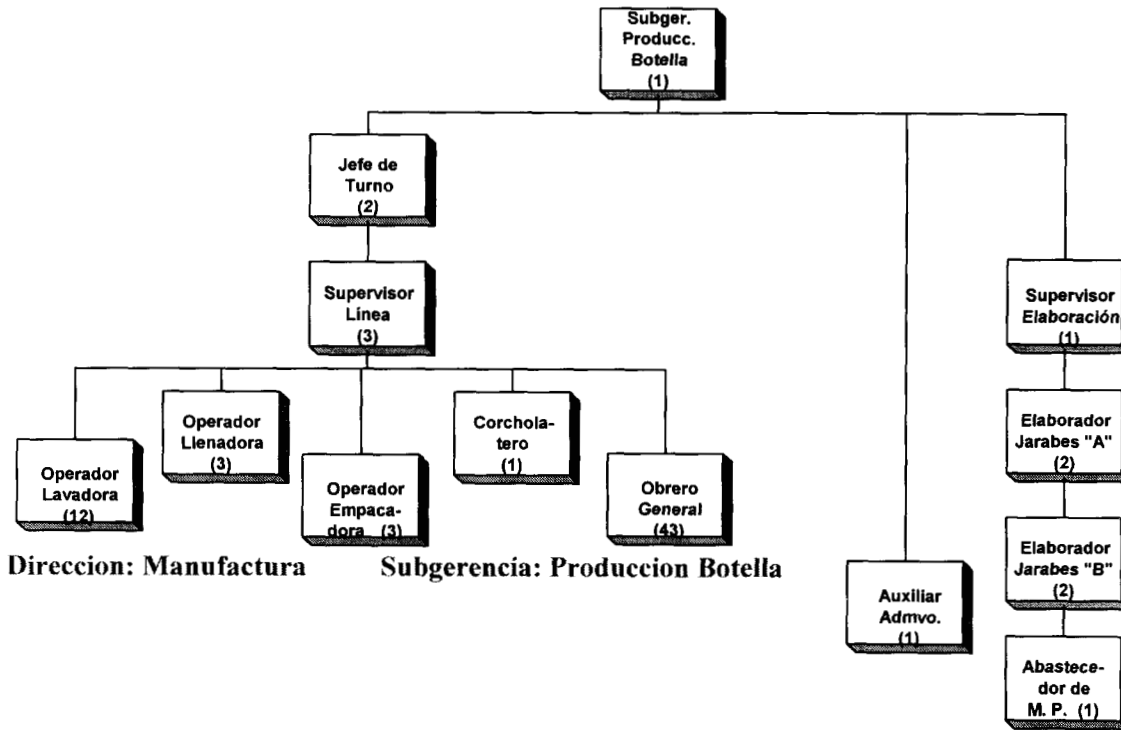 Subger.
Producc.
Botella
(1)
Jefe de
Turno
(2)
Supervisor
Línea
(3)
Supervisor
Elaboración
(1)
Operador
Lavadora
(12)
Operador
Llenadora
(3)
Operador
Empaca-
dora (3)
Corchola-
tero
(1)
Obrero
General
(43)
Elaborador
Jarabes "A"
(2)
Elaborador
Jarabes "B"
(2)
Direccion: Manufactura Subgerencia: Produccion Botella
Auxiliar
Admvo.
(1)
Abastece-
dor de
M. P. (1)